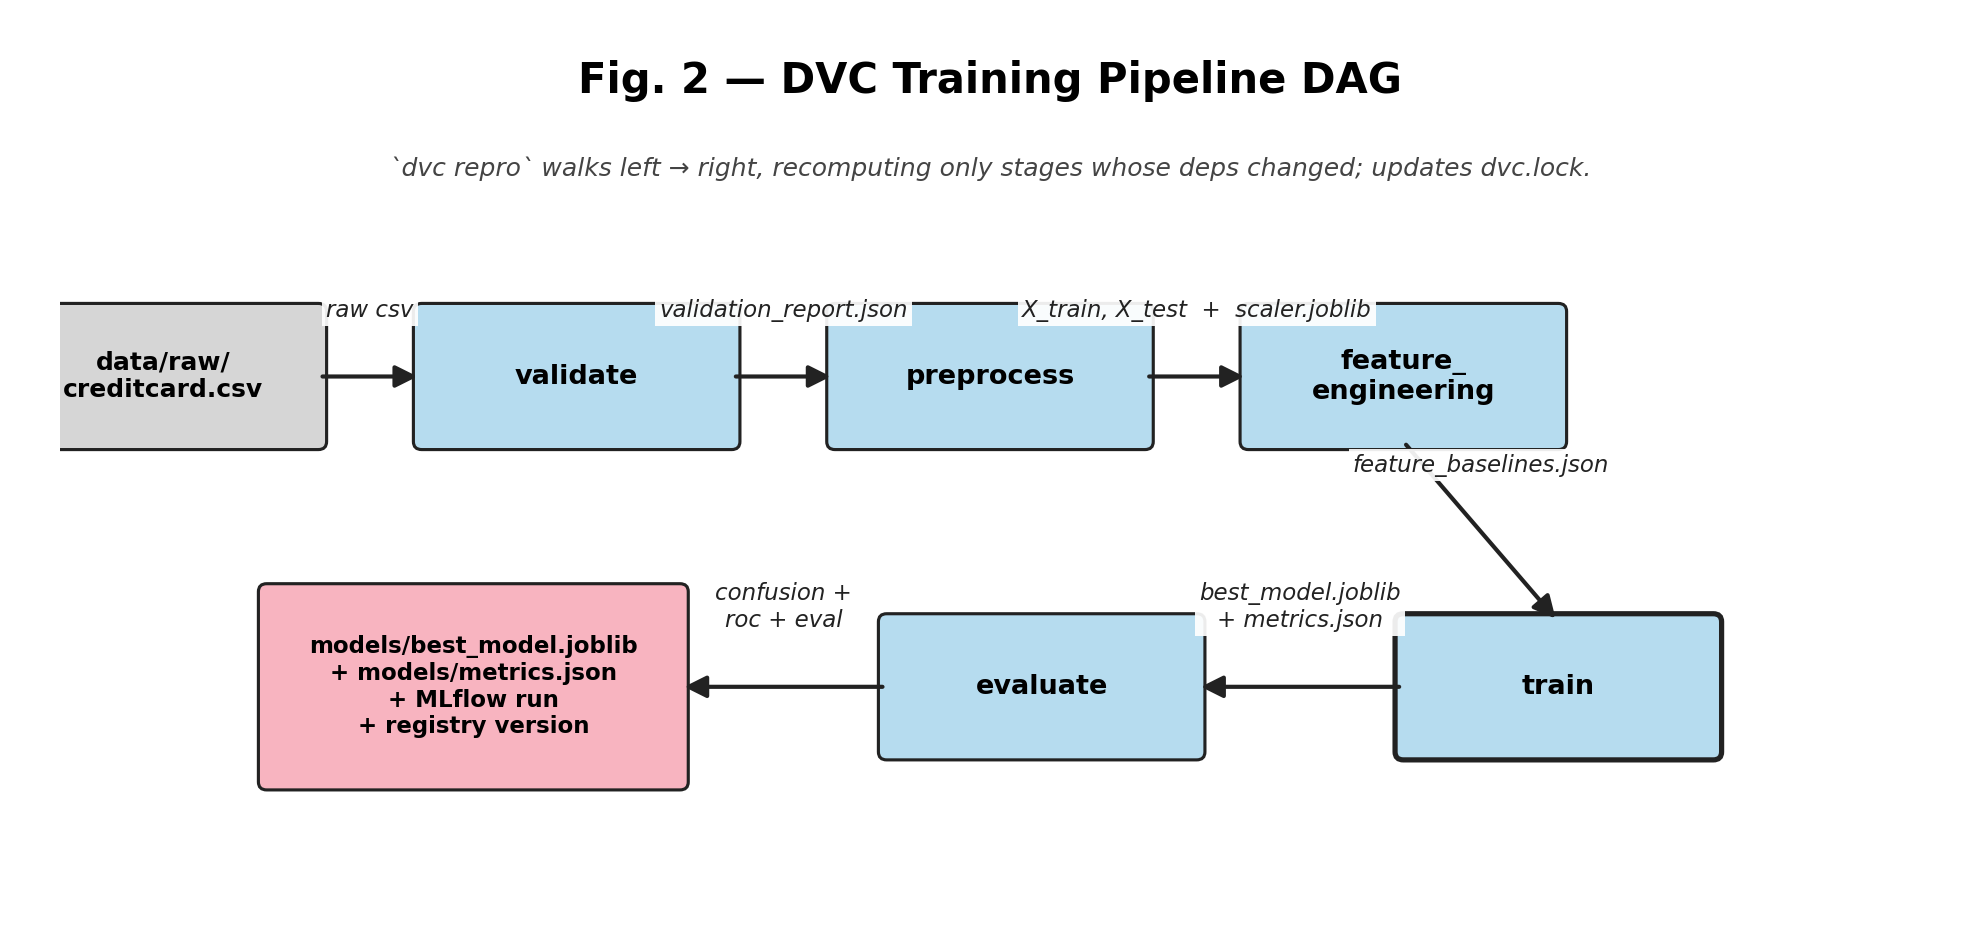 Fig. 2 — DVC Training Pipeline DAG
`dvc repro` walks left → right, recomputing only stages whose deps changed; updates dvc.lock.
raw csv
validation_report.json
X_train, X_test + scaler.joblib
data/raw/
creditcard.csv
validate
preprocess
feature_
engineering
feature_baselines.json
confusion +
roc + eval
best_model.joblib
+ metrics.json
models/best_model.joblib
+ models/metrics.json
+ MLflow run
+ registry version
evaluate
train